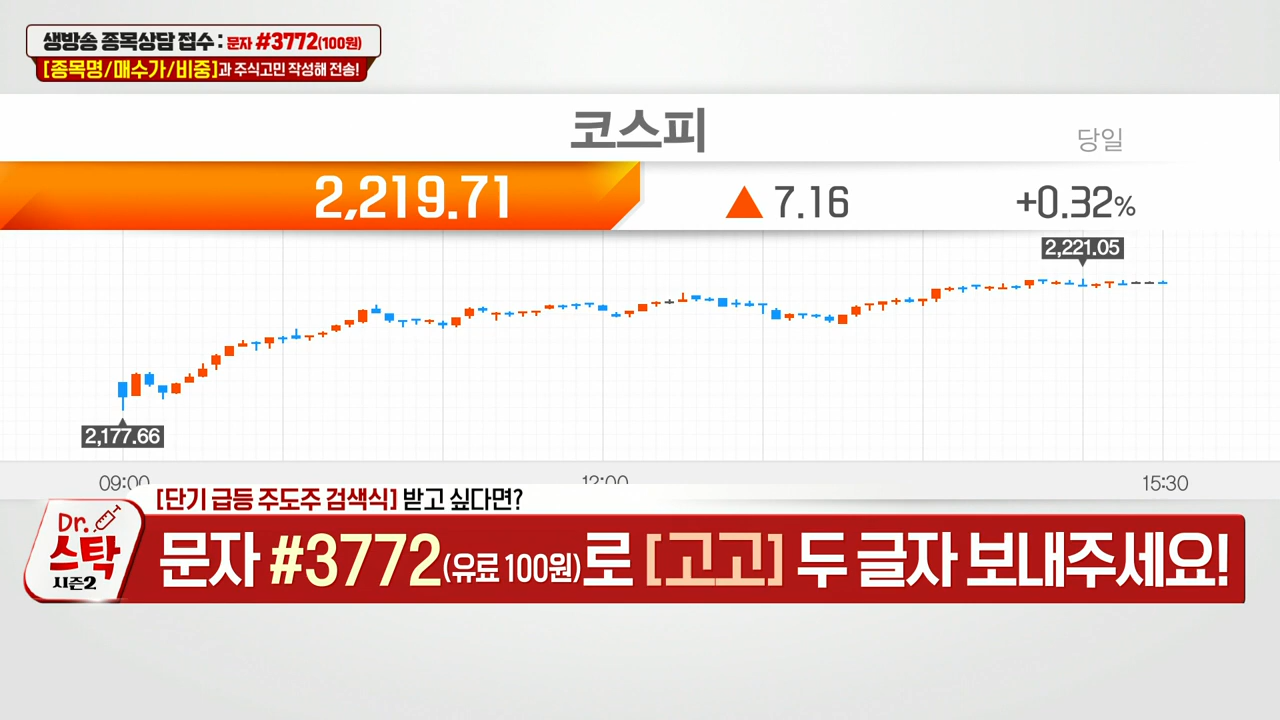 생방송 종목상담 접수 : 문자 #3772(100원)
[종목명/매수가/비중]과 주식고민 작성해 전송!
코스피
당일
2,219.71 ▲ 7.16 +0.32%
2,221.05
2,177.66
09:00 12:00 15:30
[단기 급등 주도주 검색식] 받고 싶다면?
Dr.
스탁
시즌2
문자 #3772(유료 100원)로 [고고] 두 글자 보내주세요!